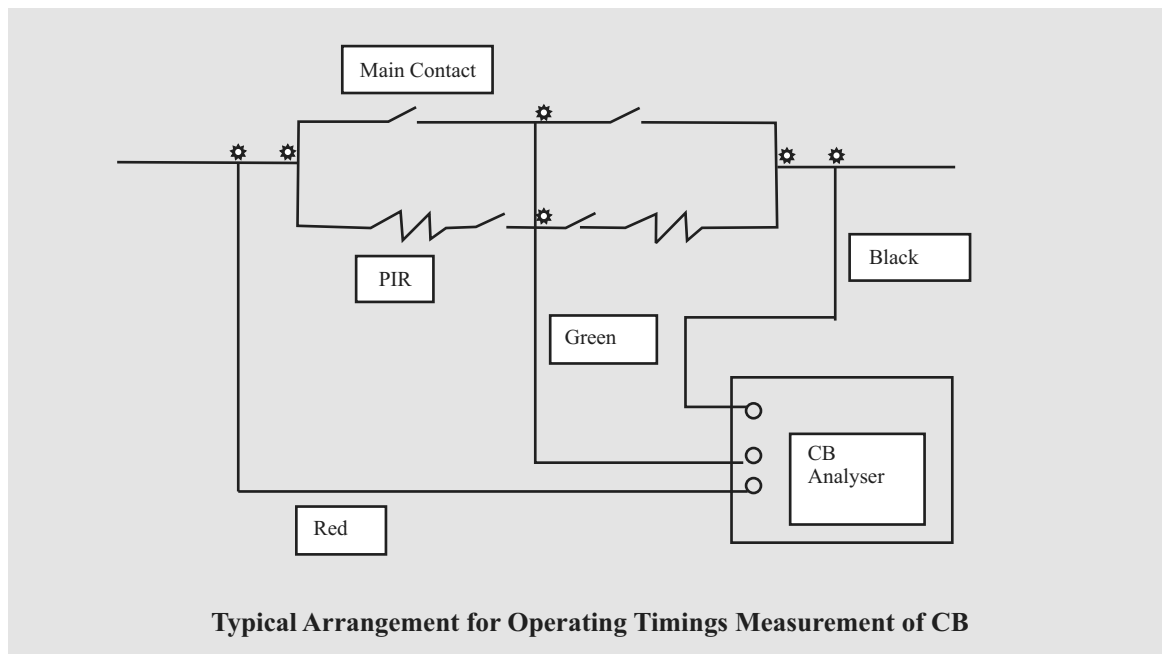 Main Contact
PIR
Black
Green
CB
Analyser
Red
Typical Arrangement for Operating Timings Measurement of CB